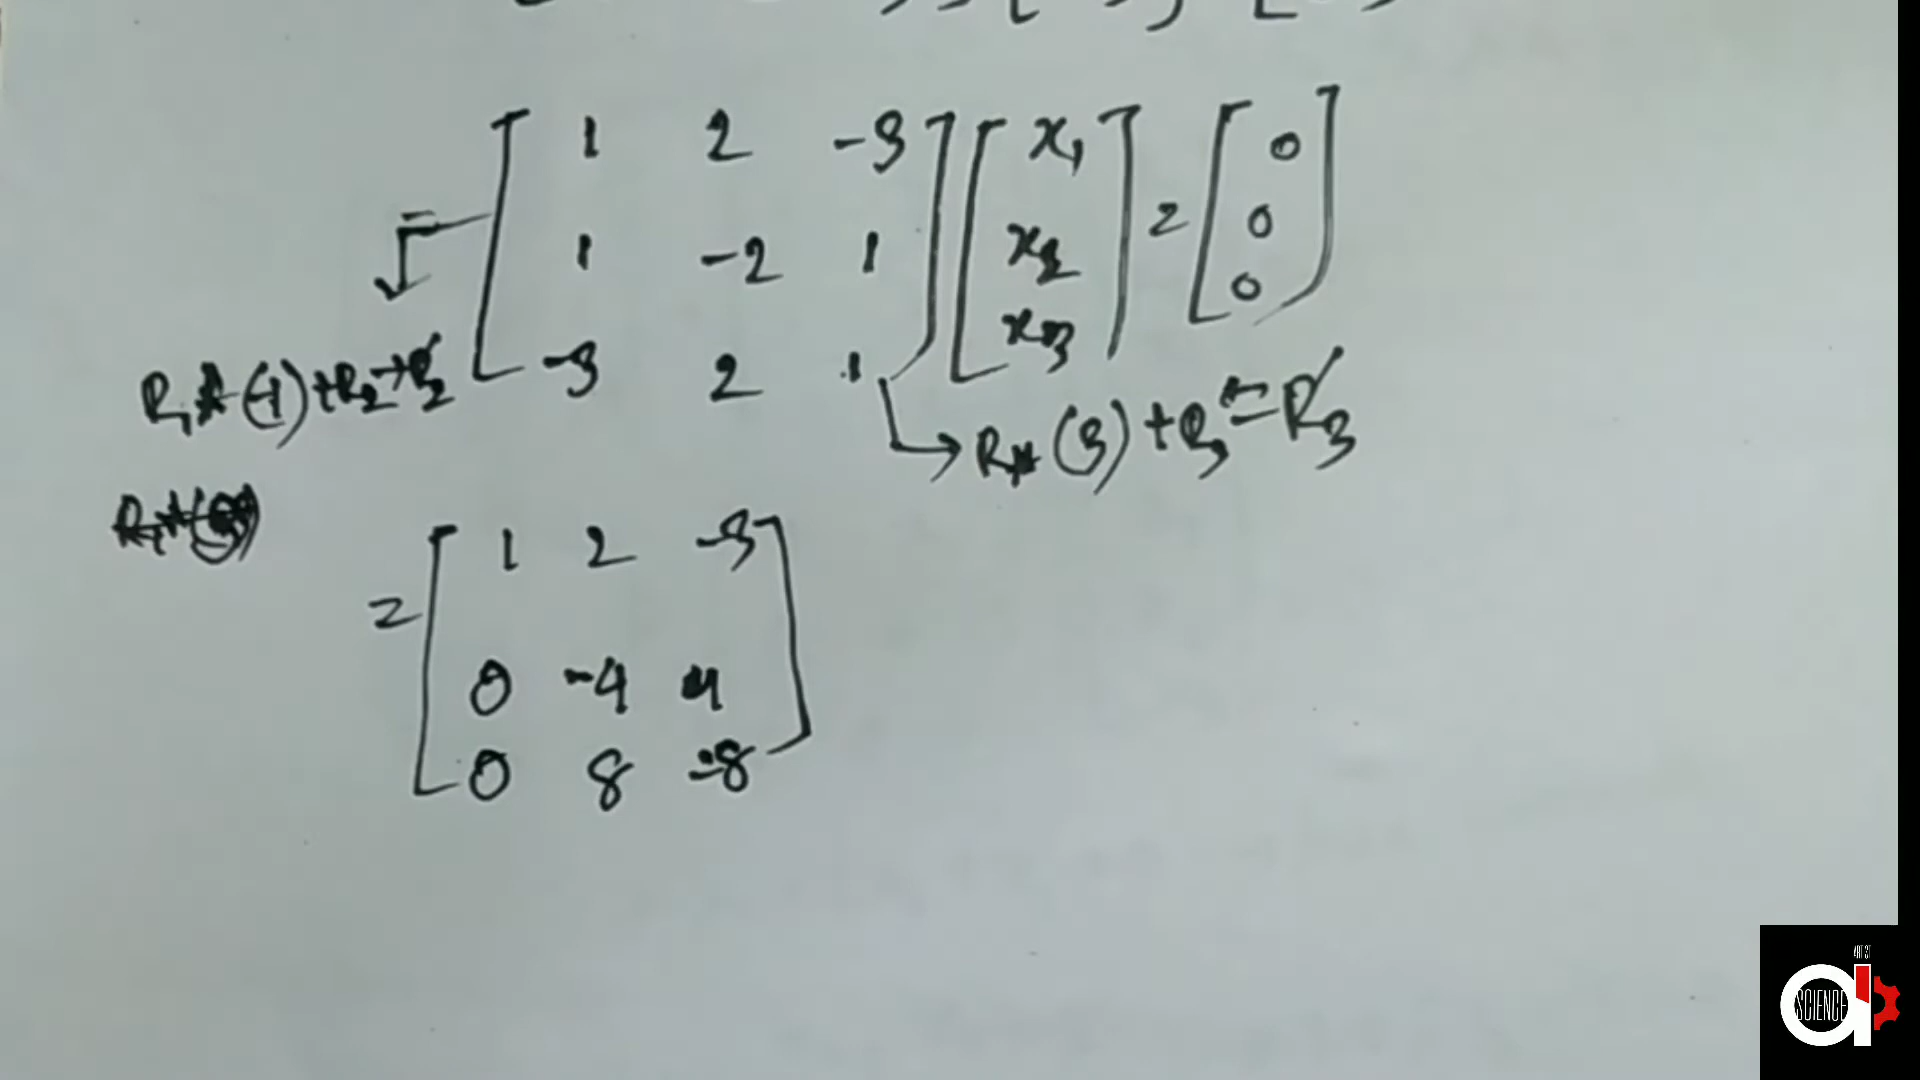 1 2 -3 x₁ = 0
1 -2 1 x₂ 0
-3 2 1 x₃ 0
R₁*(-1)+R₂→R₂′
R₁*(3)+R₃=R₃′
= 1 2 -3
0 -4 4
0 8 -8
SCIENCE